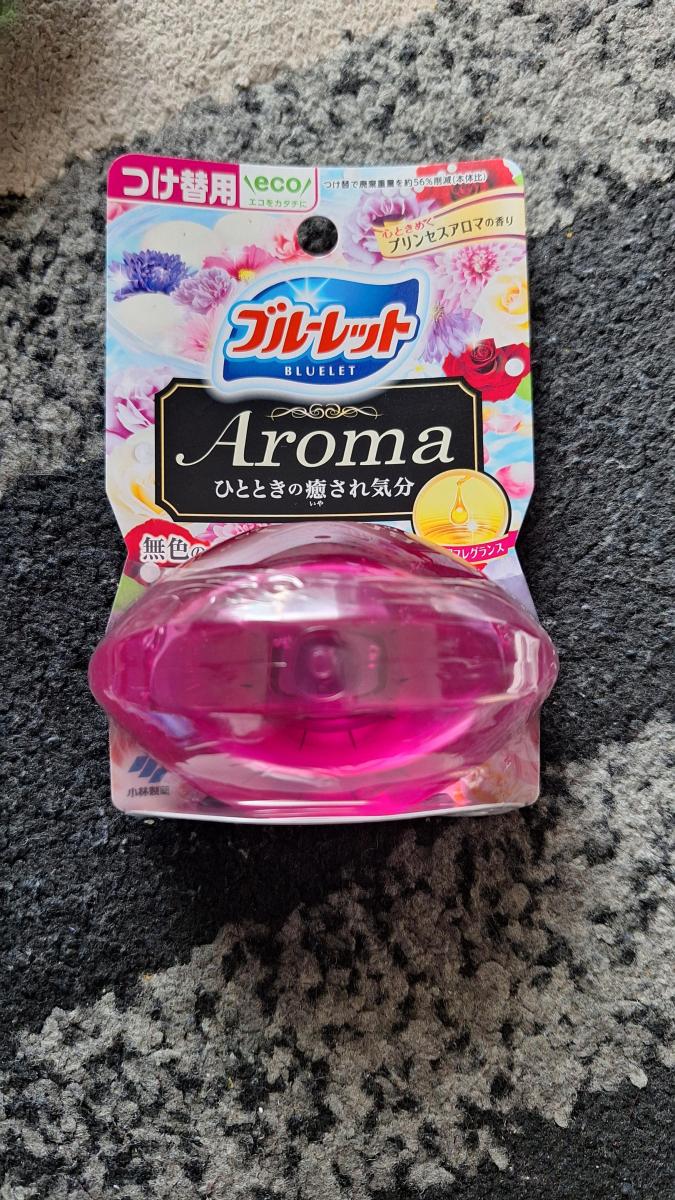 つけ替用
eco
エコをカタチに
つけ替で廃棄重量を約56%削減(本体比)
心ときめく
プリンセスアロマの香り
ブルーレット
BLUELET
Aroma
ひとときの癒され気分
いや
無色の
フレグランス
小林製薬